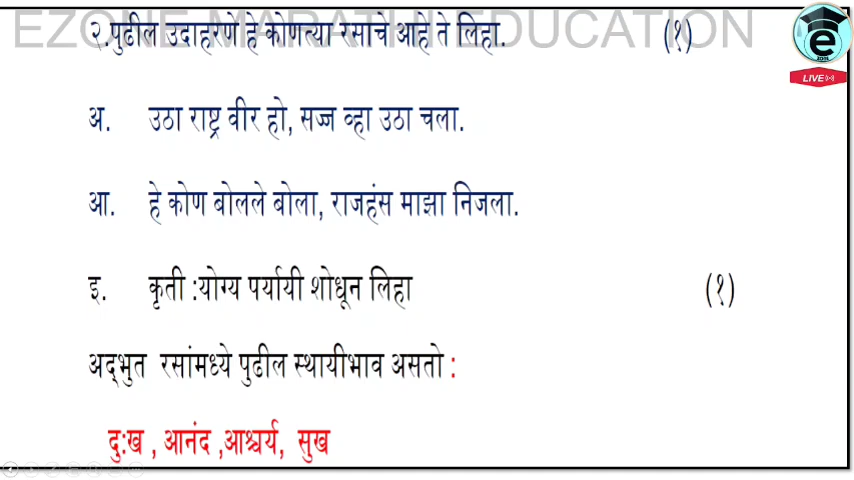 EZONE MARATHI EDUCATION
२.पुढील उदाहरणे हे कोणत्या रसाचे आहे ते लिहा. (१)
e
EZONE
LIVE
अ. उठा राष्ट्र वीर हो, सज्ज व्हा उठा चला.
आ. हे कोण बोलले बोला, राजहंस माझा निजला.
इ. कृती :योग्य पर्यायी शोधून लिहा (१)
अद्‌भुत रसांमध्ये पुढील स्थायीभाव असतो :
दु:ख , आनंद ,आश्चर्य, सुख